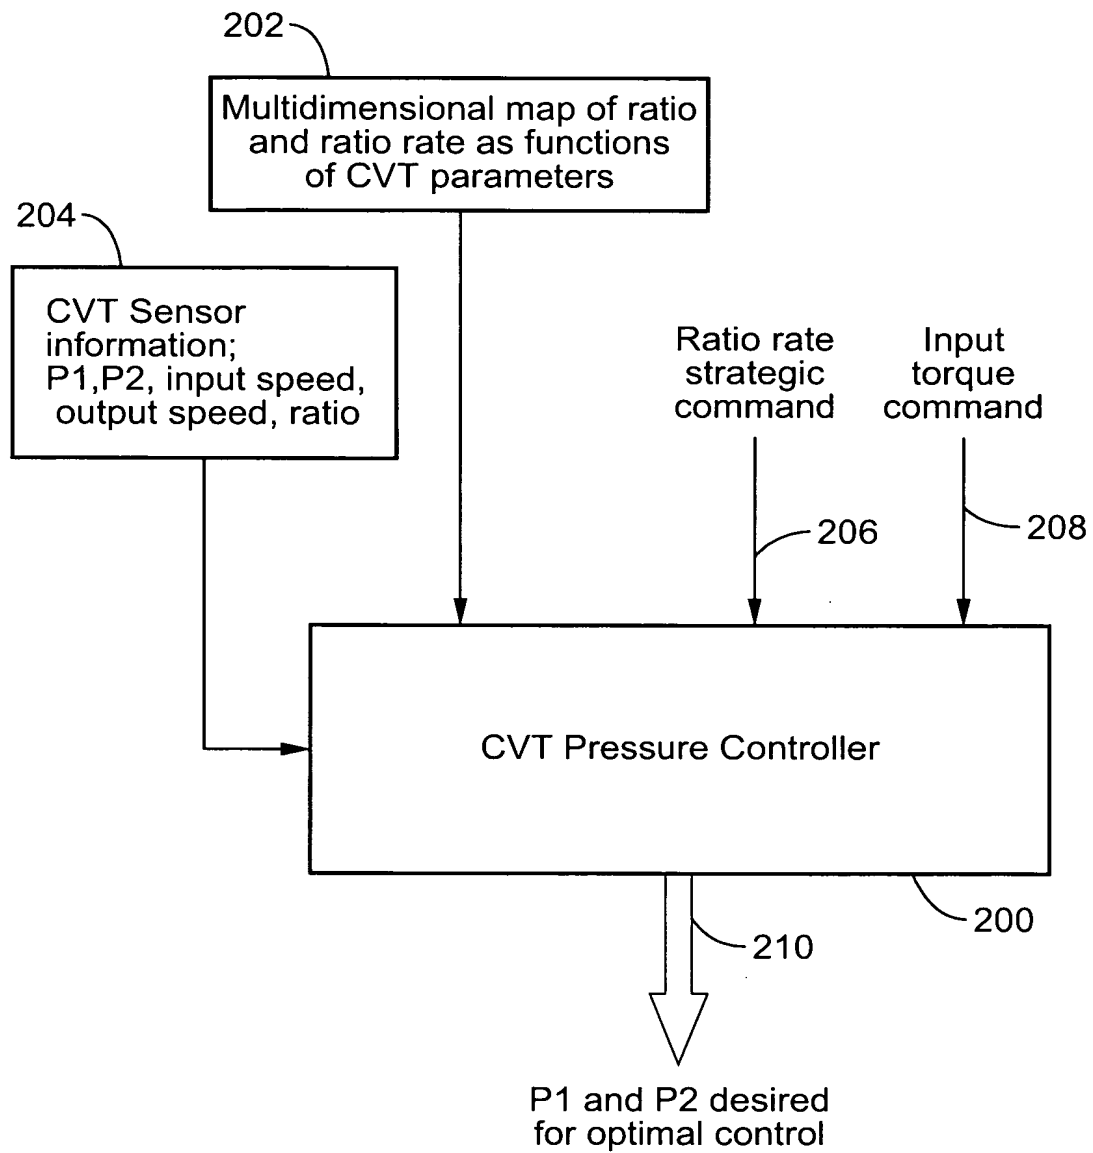 202
Multidimensional map of ratio
and ratio rate as functions
of CVT parameters
204
CVT Sensor
information;
P1,P2, input speed,
output speed, ratio
Ratio rate
strategic
command
Input
torque
command
206
208
CVT Pressure Controller
200
210
P1 and P2 desired
for optimal control